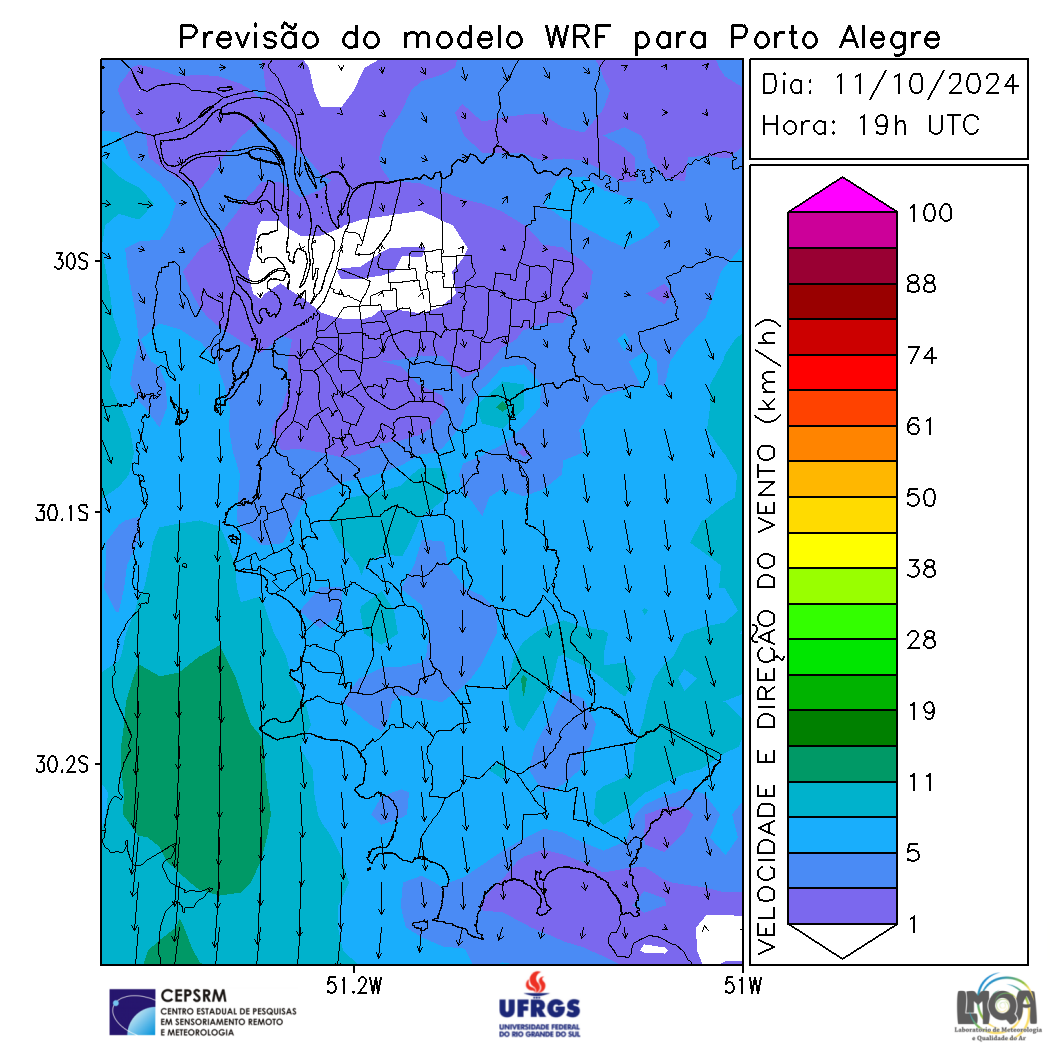 Previsão do modelo WRF para Porto Alegre
Dia: 11/10/2024
Hora: 19h UTC
30S
30.1S
30.2S
51.2W
51W
VELOCIDADE E DIREÇÃO DO VENTO (km/h)
100
88
74
61
50
38
28
19
11
5
1
CEPSRM
CENTRO ESTADUAL DE PESQUISAS
EM SENSORIAMENTO REMOTO
E METEOROLOGIA
UFRGS
UNIVERSIDADE FEDERAL
DO RIO GRANDE DO SUL
LMQA
Laboratório de Meteorologia
e Qualidade do Ar